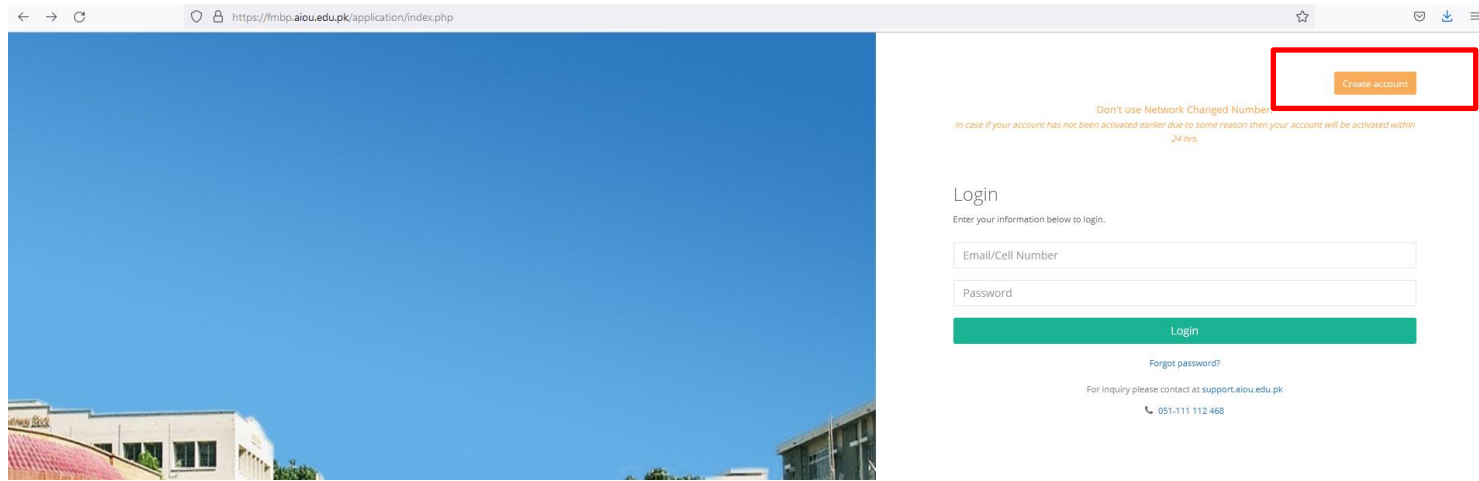 https://fmbp.aiou.edu.pk/application/index.php
Create account
Don't use Network Changed Number.
In case if your account has not been activated earlier due to some reason then your account will be activated within
24 hrs.
Login
Enter your information below to login.
Email/Cell Number
Password
Login
Forgot password?
For inquiry please contact at support.aiou.edu.pk
051-111 112 468